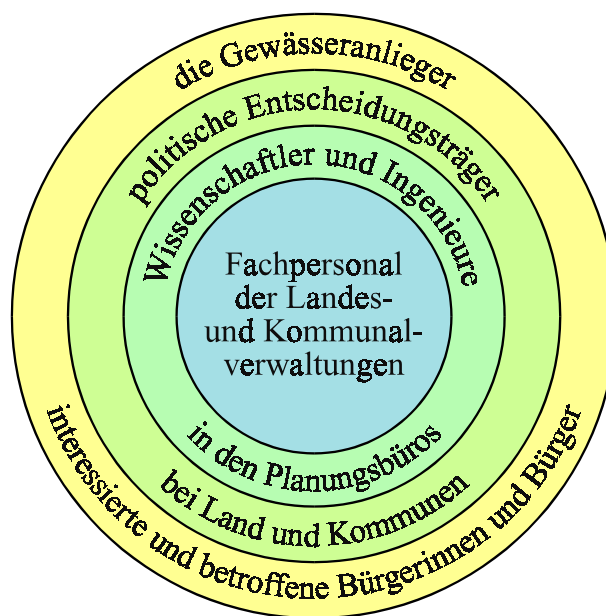 die Gewässeranlieger
politische Entscheidungsträger
Wissenschaftler und Ingenieure
Fachpersonal
der Landes-
und Kommunal-
verwaltungen
in den Planungsbüros
bei Land und Kommunen
interessierte und betroffene Bürgerinnen und Bürger